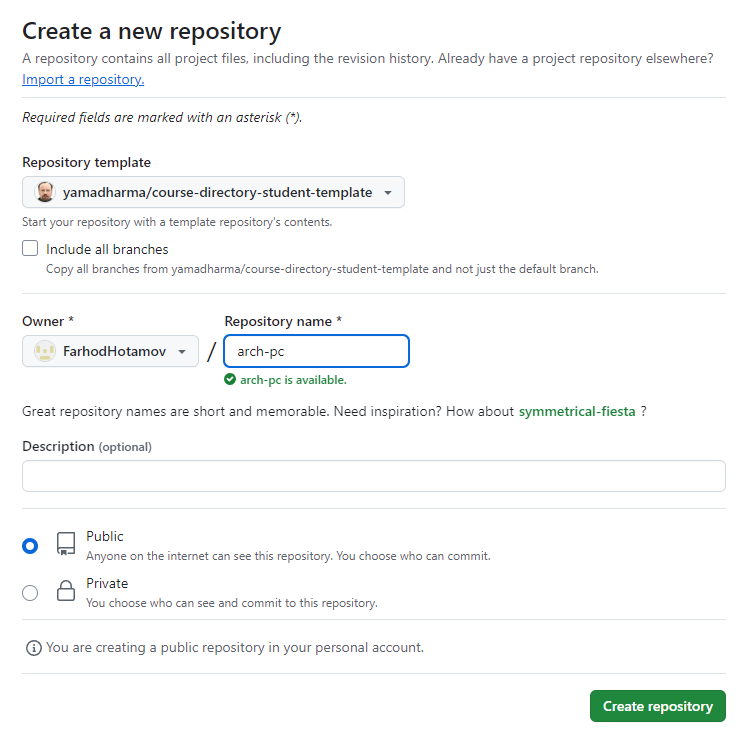 Create a new repository
A repository contains all project files, including the revision history. Already have a project repository elsewhere?
Import a repository.
Required fields are marked with an asterisk (*).
Repository template
yamadharma/course-directory-student-template
Start your repository with a template repository's contents.
Include all branches
Copy all branches from yamadharma/course-directory-student-template and not just the default branch.
Owner * Repository name *
FarhodHotamov / arch-pc
arch-pc is available.
Great repository names are short and memorable. Need inspiration? How about symmetrical-fiesta ?
Description (optional)
Public
Anyone on the internet can see this repository. You choose who can commit.
Private
You choose who can see and commit to this repository.
You are creating a public repository in your personal account.
Create repository